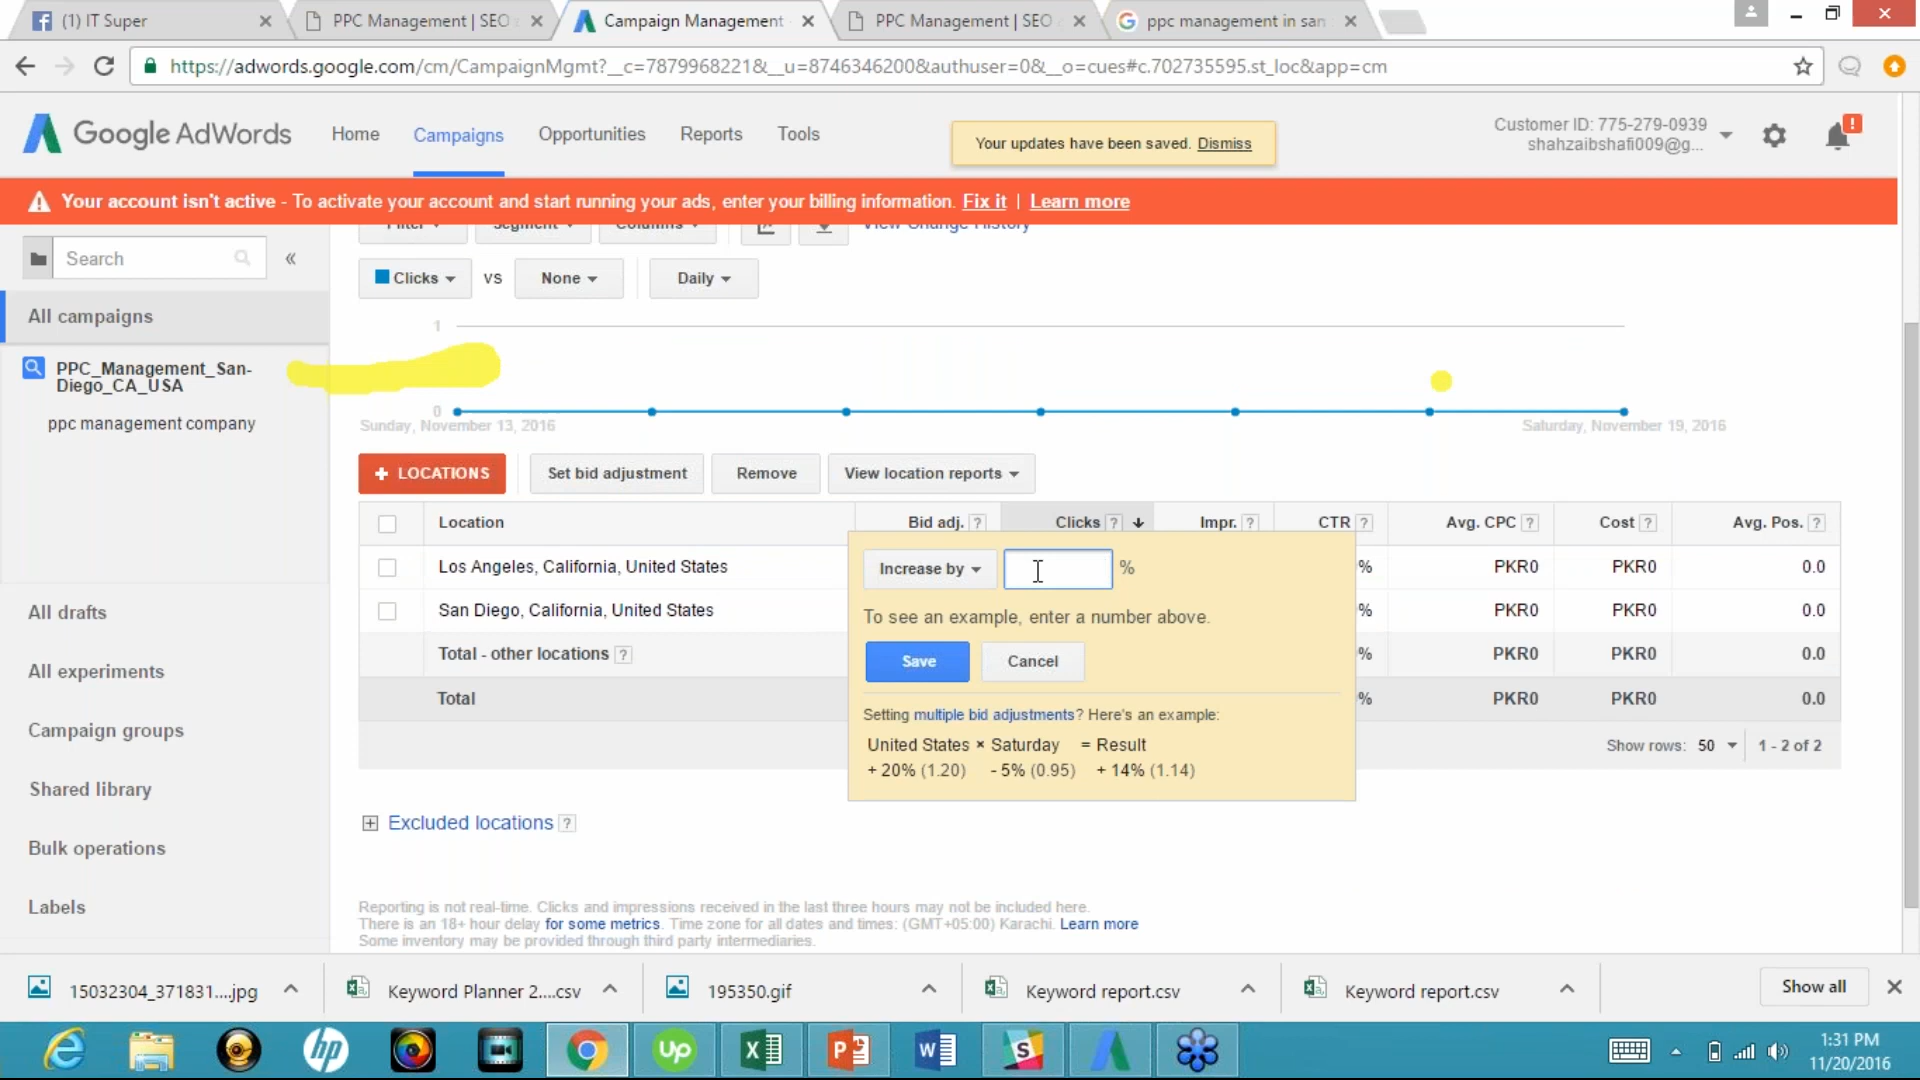 (1) IT Super
PPC Management | SEO
Campaign Management
PPC Management | SEO
ppc management in san
https://adwords.google.com/cm/CampaignMgmt?__c=7879968221&__u=8746346200&authuser=0&__o=cues#c.702735595.st_loc&app=cm
Google AdWords
Home
Campaigns
Opportunities
Reports
Tools
Your updates have been saved. Dismiss
Customer ID: 775-279-0939
shahzaibshafi009@g...
!
Your account isn't active - To activate your account and start running your ads, enter your billing information. Fix it | Learn more
Filter
Segment
Columns
View Change History
Search
«
Clicks
VS
None
Daily
All campaigns
1
PPC_Management_San-
Diego_CA_USA
ppc management company
0
Sunday, November 13, 2016
Saturday, November 19, 2016
+ LOCATIONS
Set bid adjustment
Remove
View location reports
Location
Bid adj. ?
Clicks ?
Impr. ?
CTR ?
Avg. CPC ?
Cost ?
Avg. Pos. ?
Los Angeles, California, United States
% PKR0 PKR0 0.0
San Diego, California, United States
% PKR0 PKR0 0.0
Total - other locations ?
% PKR0 PKR0 0.0
Total
% PKR0 PKR0 0.0
Increase by
%
To see an example, enter a number above.
Save
Cancel
Setting multiple bid adjustments? Here's an example:
United States × Saturday = Result
+ 20% (1.20) - 5% (0.95) + 14% (1.14)
Show rows: 50
1 - 2 of 2
All drafts
All experiments
Campaign groups
Shared library
Bulk operations
Labels
Excluded locations ?
Reporting is not real-time. Clicks and impressions received in the last three hours may not be included here.
There is an 18+ hour delay for some metrics. Time zone for all dates and times: (GMT+05:00) Karachi. Learn more
Some inventory may be provided through third party intermediaries.
15032304_371831....jpg
Keyword Planner 2....csv
195350.gif
Keyword report.csv
Keyword report.csv
Show all
hp
Up
1:31 PM
11/20/2016